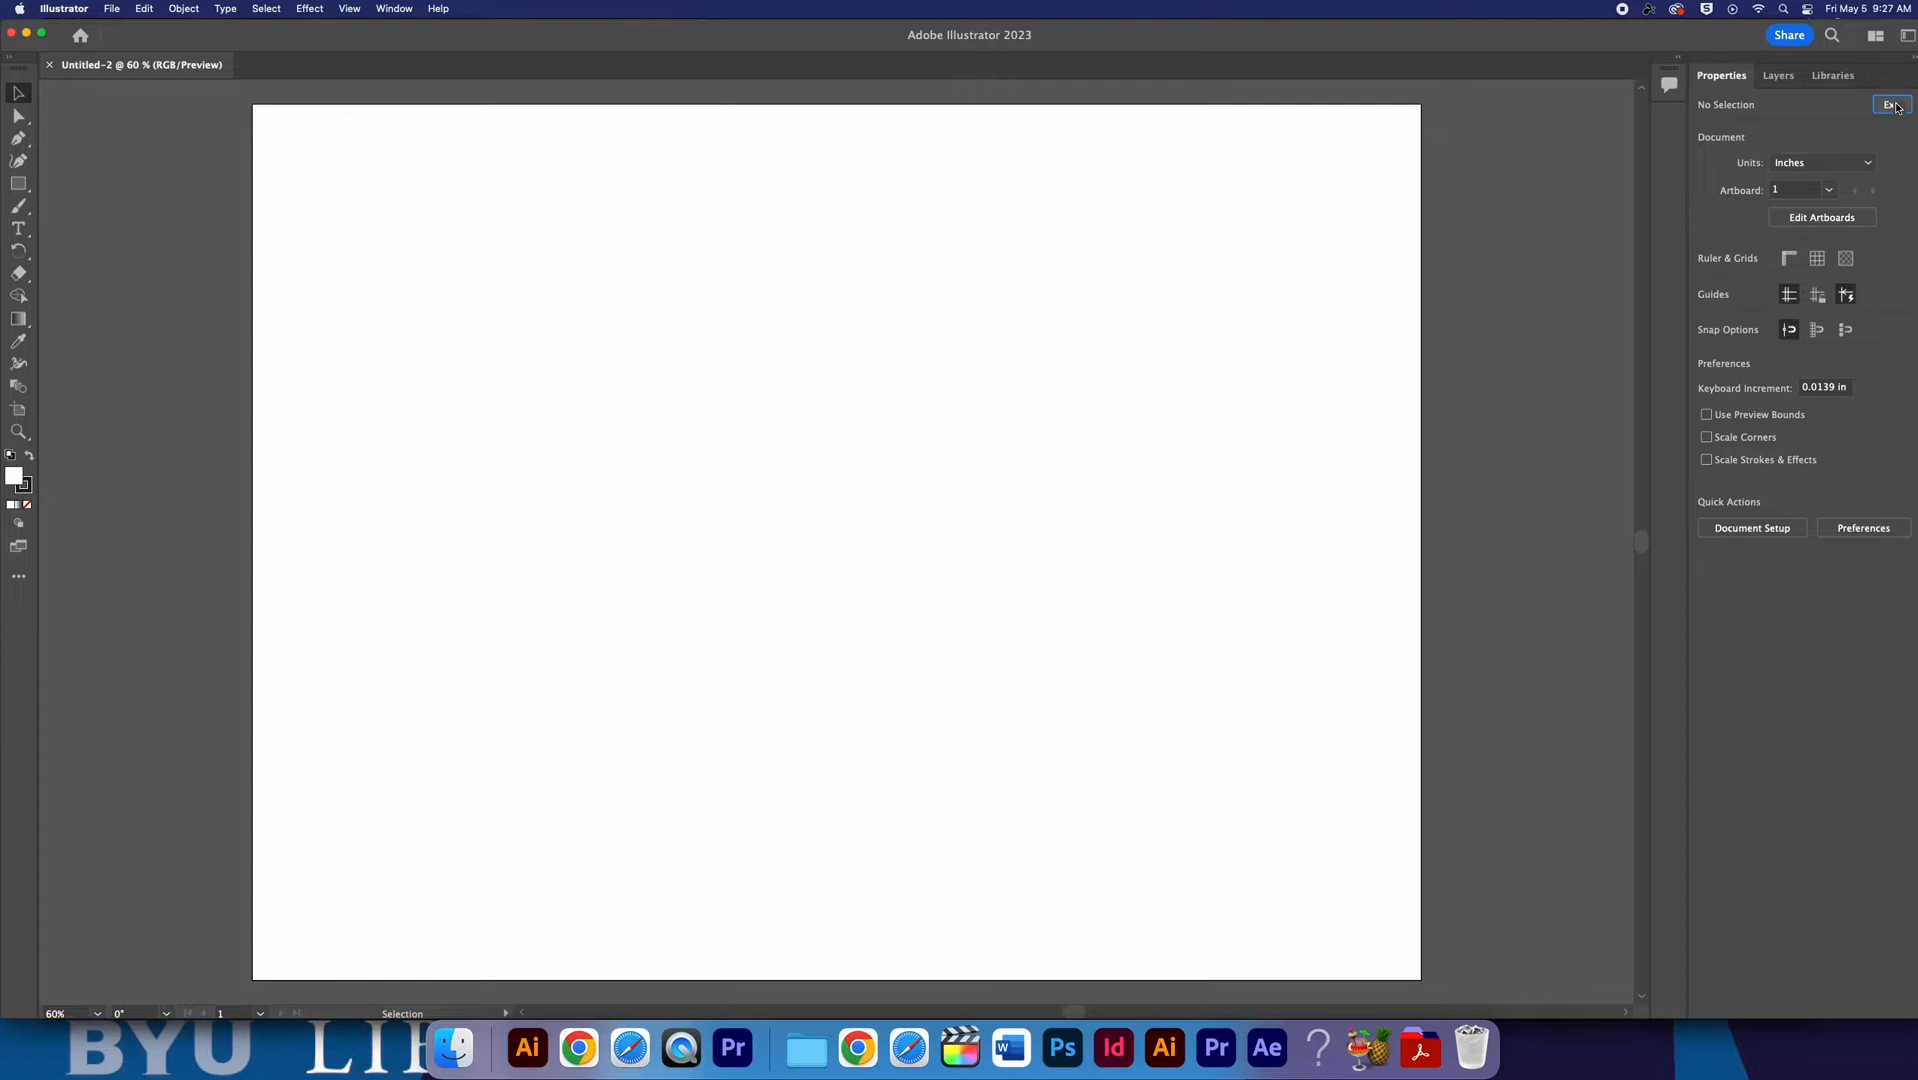 Illustrator File Edit Object Type Select Effect View Window Help Fri May 5 9:27 AM
Adobe Illustrator 2023 Share
× Untitled-2 @ 60 % (RGB/Preview)
Properties Layers Libraries
No Selection
Document
Units: Inches
Artboard: 1
Edit Artboards
Ruler & Grids
Guides
Snap Options
Preferences
Keyboard Increment: 0.0139 in
Use Preview Bounds
Scale Corners
Scale Strokes & Effects
Quick Actions
Document Setup Preferences
T
60% 0° 1 Selection
BYU
Ai Pr W Ps Id Ai Pr Ae ?